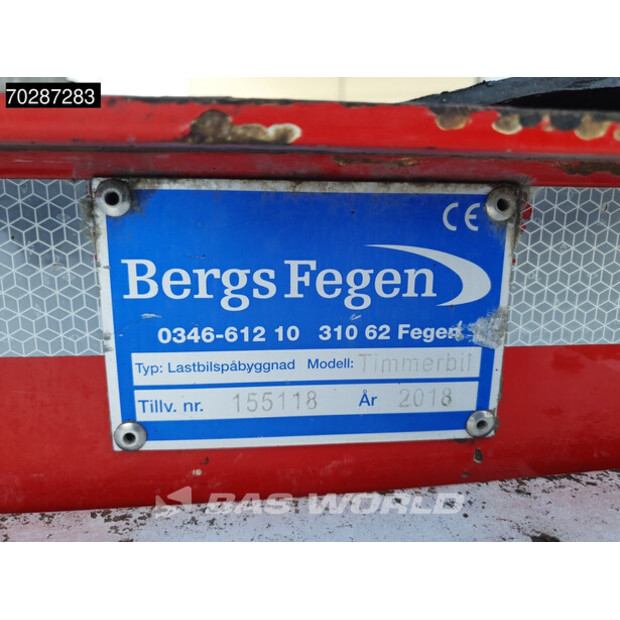 70287283
CE
Bergs Fegen
0346-612 10 310 62 Fegen
Typ: Lastbilspåbyggnad Modell: Timmerbil
Tillv. nr. 155118 År 2018
BAS WORLD